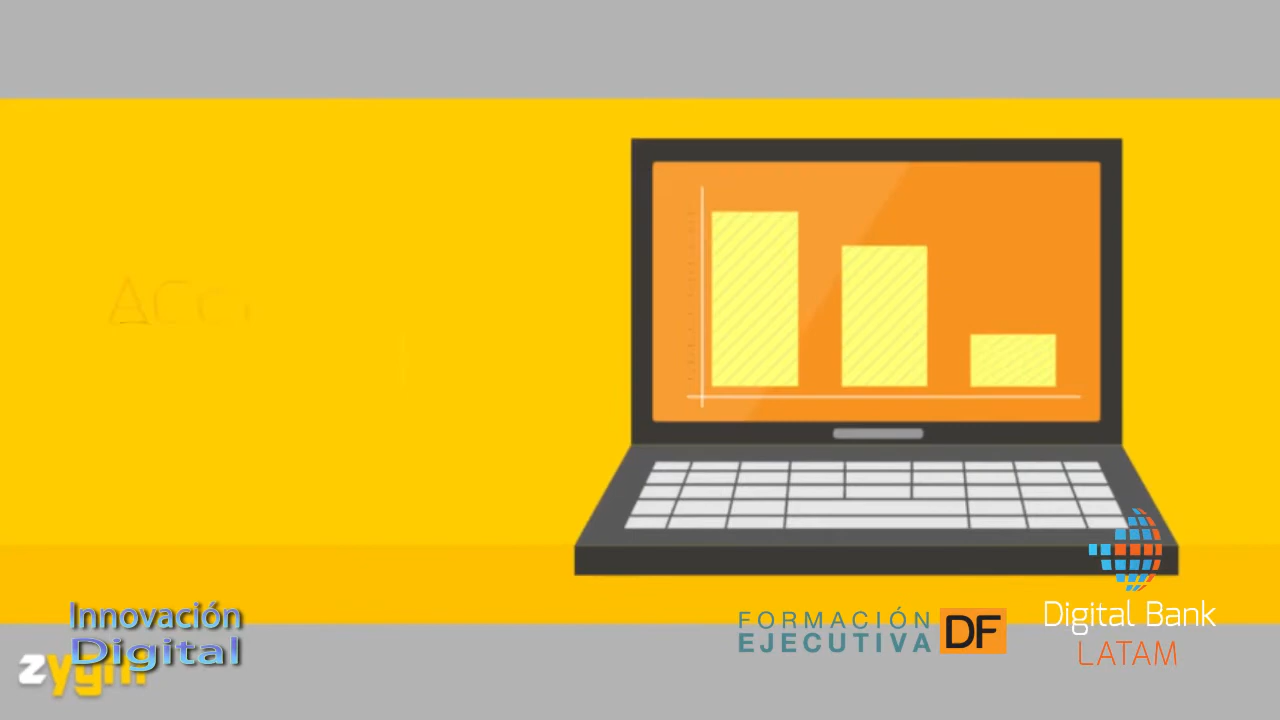 Innovación
Digital
FORMACIÓN
EJECUTIVA
DF
Digital Bank
LATAM